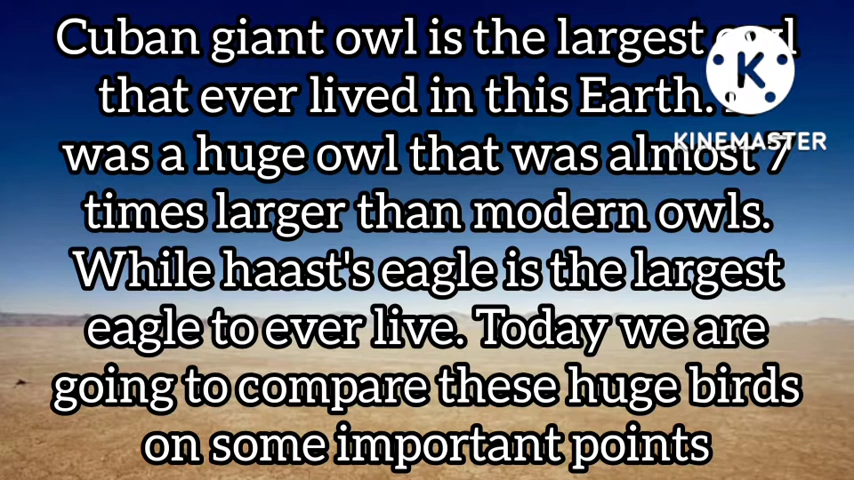 Cuban giant owl is the largest owl
that ever lived in this Earth. It
was a huge owl that was almost 7
times larger than modern owls.
While haast's eagle is the largest
eagle to ever live. Today we are
going to compare these huge birds
on some important points
K
KINEMASTER